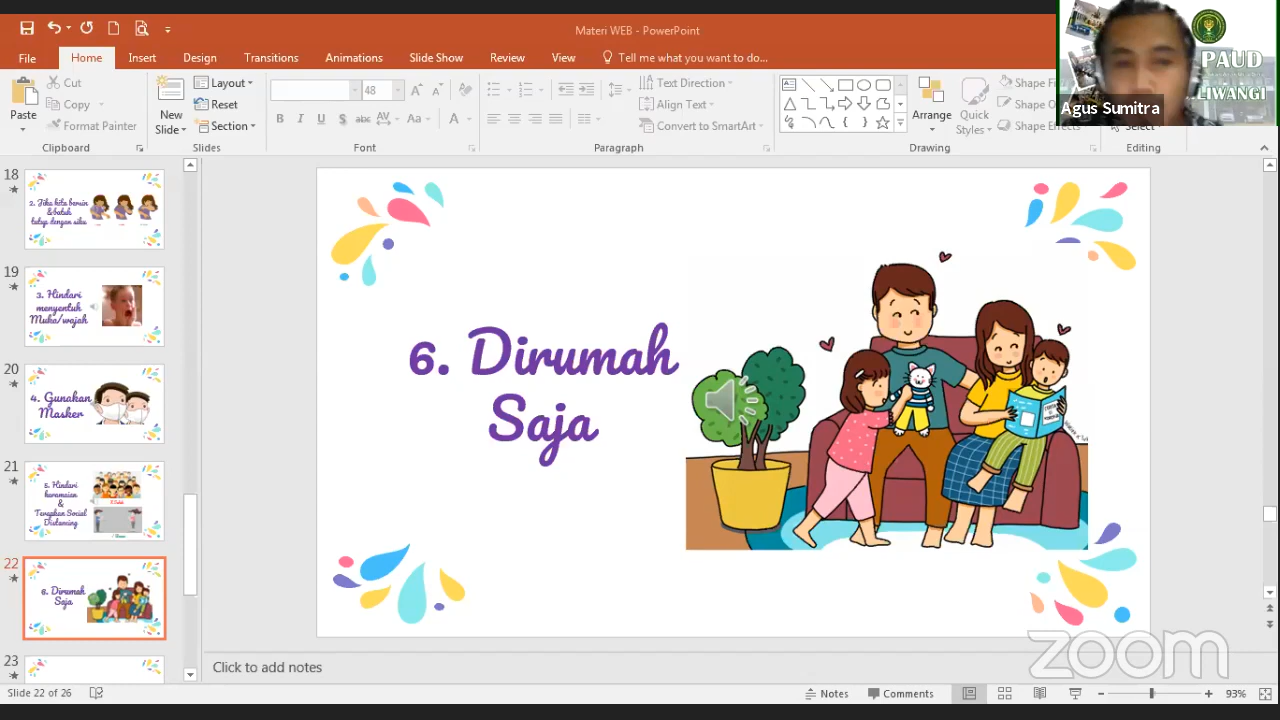 Materi WEB - PowerPoint
File
Home
Insert
Design
Transitions
Animations
Slide Show
Review
View
Tell me what you want to do...
Paste
Cut
Copy
Format Painter
Clipboard
New
Slide
Layout
Reset
Section
Slides
48
B
I
U
S
abc
AV
Aa
A
Font
Text Direction
Align Text
Convert to SmartArt
Paragraph
Arrange
Quick
Styles
Drawing
Shape Effects
Select
Editing
PAUD
LIWANGI
Agus Sumitra
18
2. Jika kita bersin
& batuk
tutup dengan siku
19
3. Hindari
menyentuh
Muka/wajah
20
4. Gunakan
Masker
21
5. Hindari
keramaian
&
Terapkan Social
Distancing
22
6. Dirumah
Saja
23
6. Dirumah
Saja
Click to add notes
zoom
Slide 22 of 26
Notes
Comments
93%